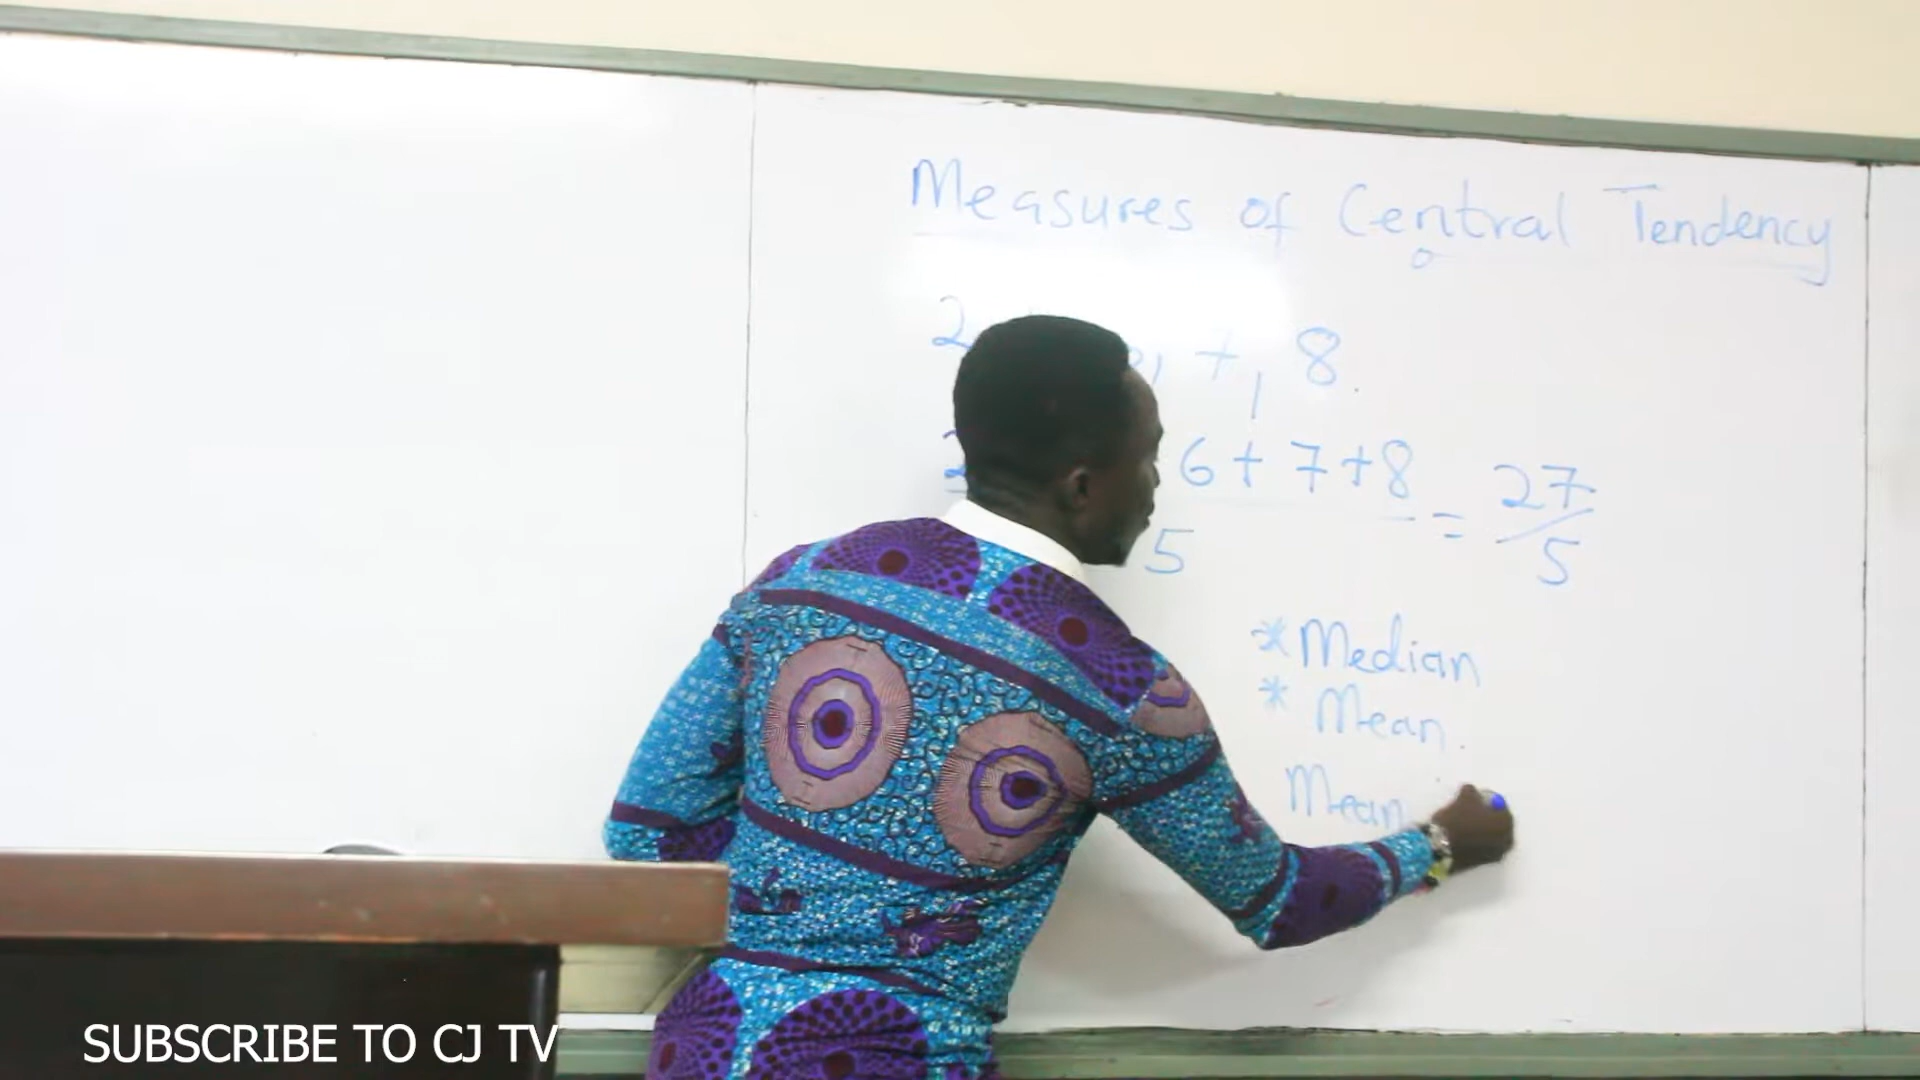 Measures of Central Tendency
2 , 7, 8.
6 + 7 + 8 = 27/5
5
* Median
* Mean.
Mean
SUBSCRIBE TO CJ TV